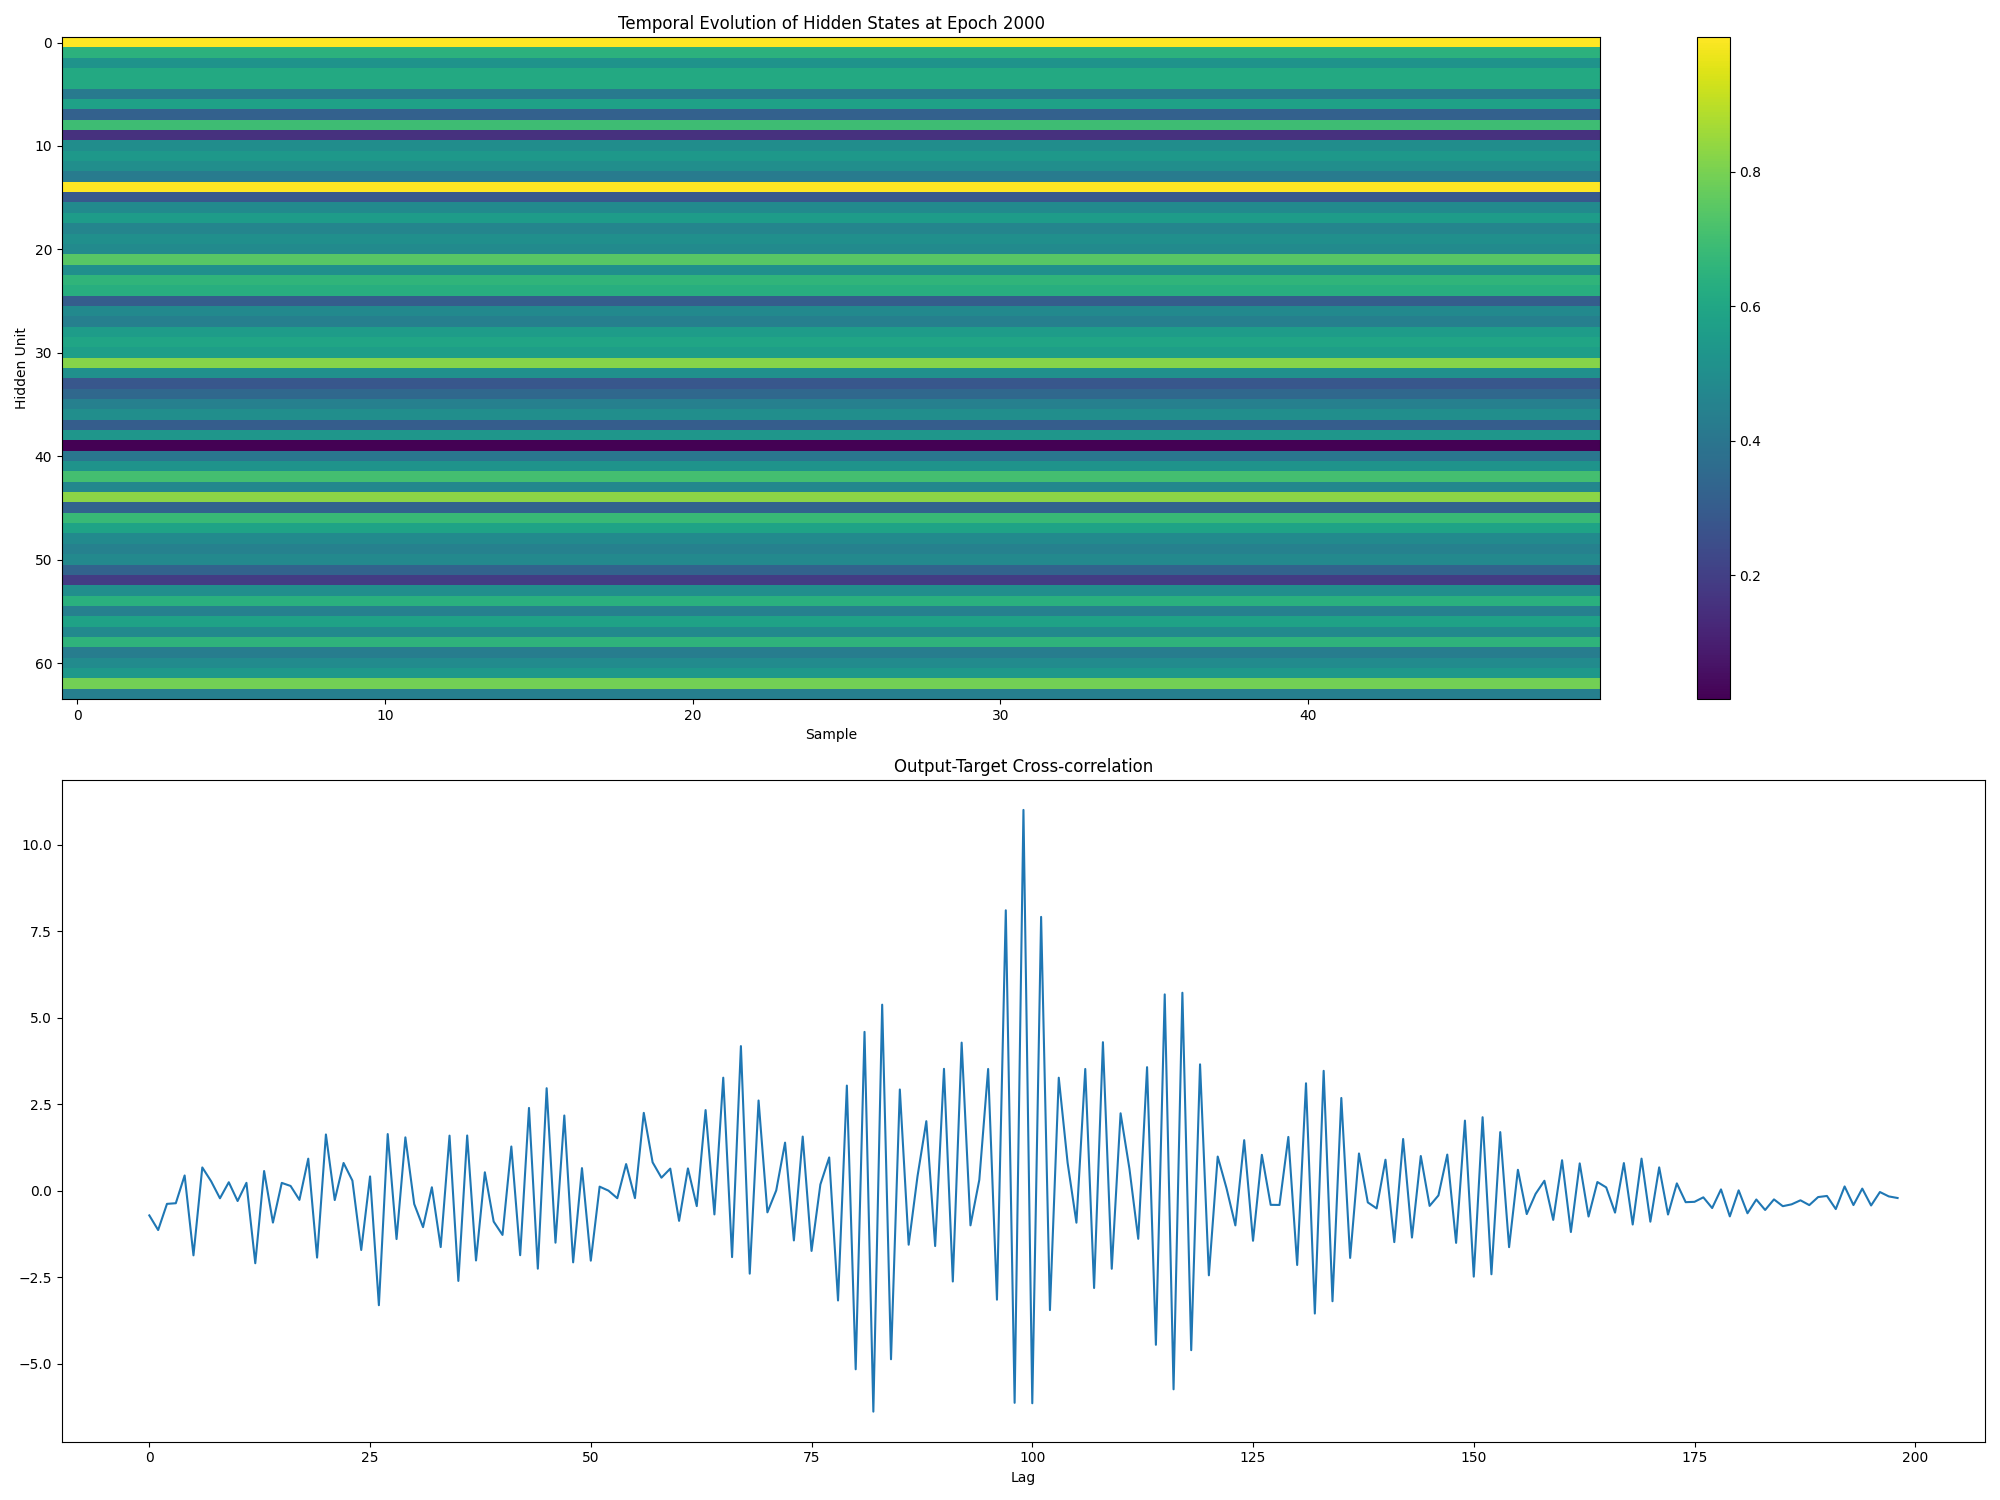 Temporal Evolution of Hidden States at Epoch 2000
0
10
20
30
40
50
60
Hidden Unit
0 10 20 30 40
Sample
0.8
0.6
0.4
0.2
Output-Target Cross-correlation
10.0
7.5
5.0
2.5
0.0
−2.5
−5.0
0 25 50 75 100 125 150 175 200
Lag